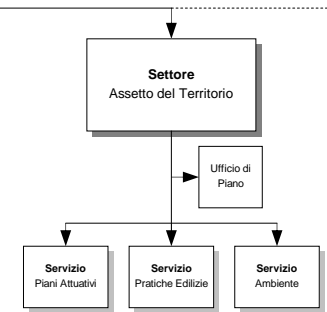 Settore
Assetto del Territorio
Ufficio di
Piano
Servizio
Piani Attuativi
Servizio
Pratiche Edilizie
Servizio
Ambiente